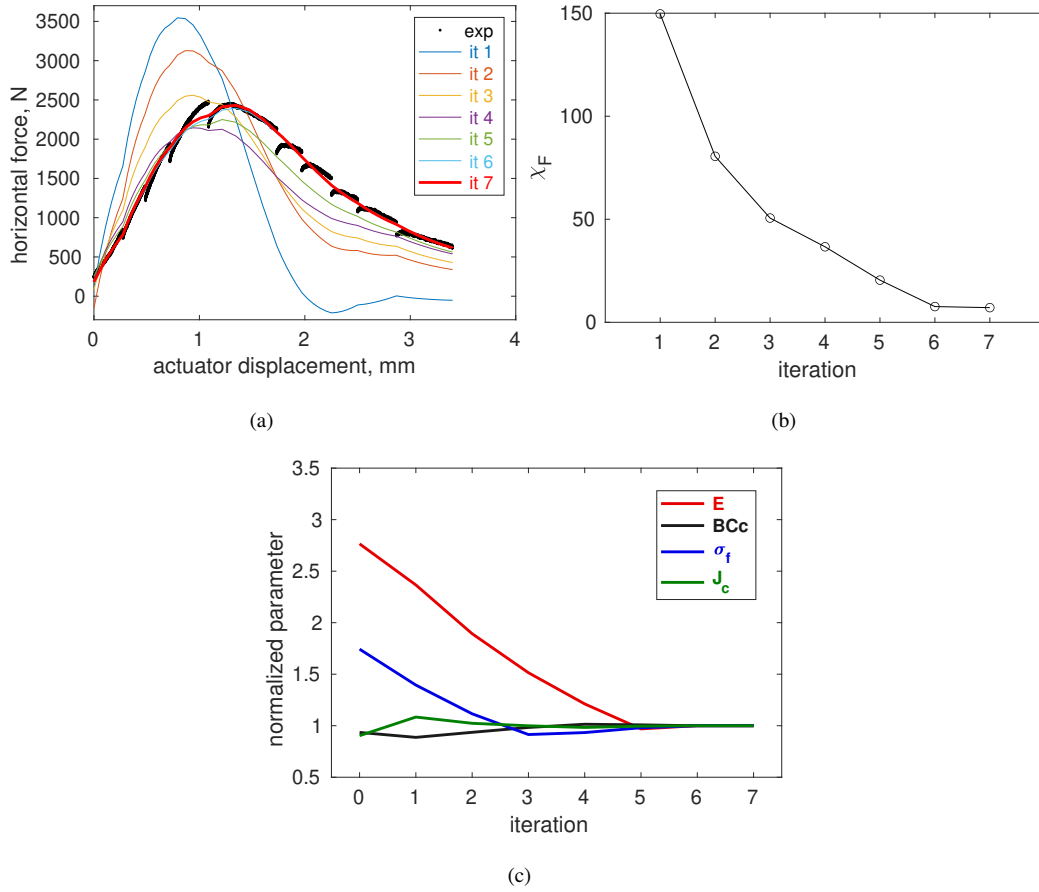 3500
3000
2500
2000
1500
1000
500
0
horizontal force, N
0 1 2 3 4
actuator displacement, mm
exp
it 1
it 2
it 3
it 4
it 5
it 6
it 7
(a)
150
100
50
0
χF
1 2 3 4 5 6 7
iteration
(b)
3.5
3
2.5
2
1.5
1
0.5
normalized parameter
0 1 2 3 4 5 6 7
iteration
E
BCc
σf
Jc
(c)